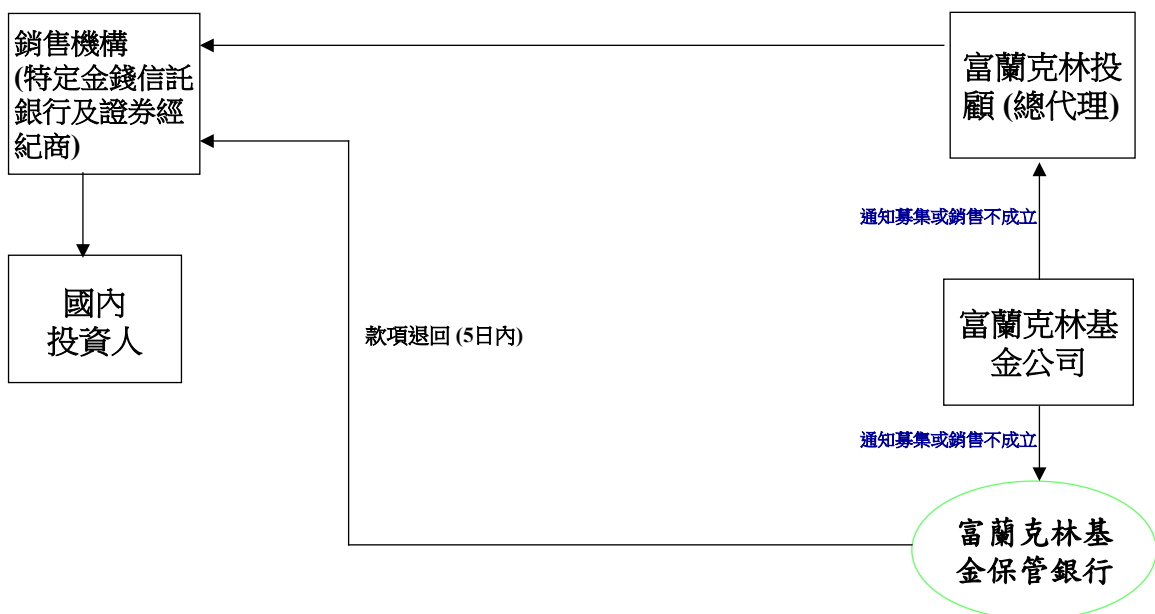 銷售機構
(特定金錢信託
銀行及證券經
紀商)
富蘭克林投
顧 (總代理)
通知募集或銷售不成立
國內
投資人
款項退回 (5日內)
富蘭克林基
金公司
通知募集或銷售不成立
富蘭克林基
金保管銀行